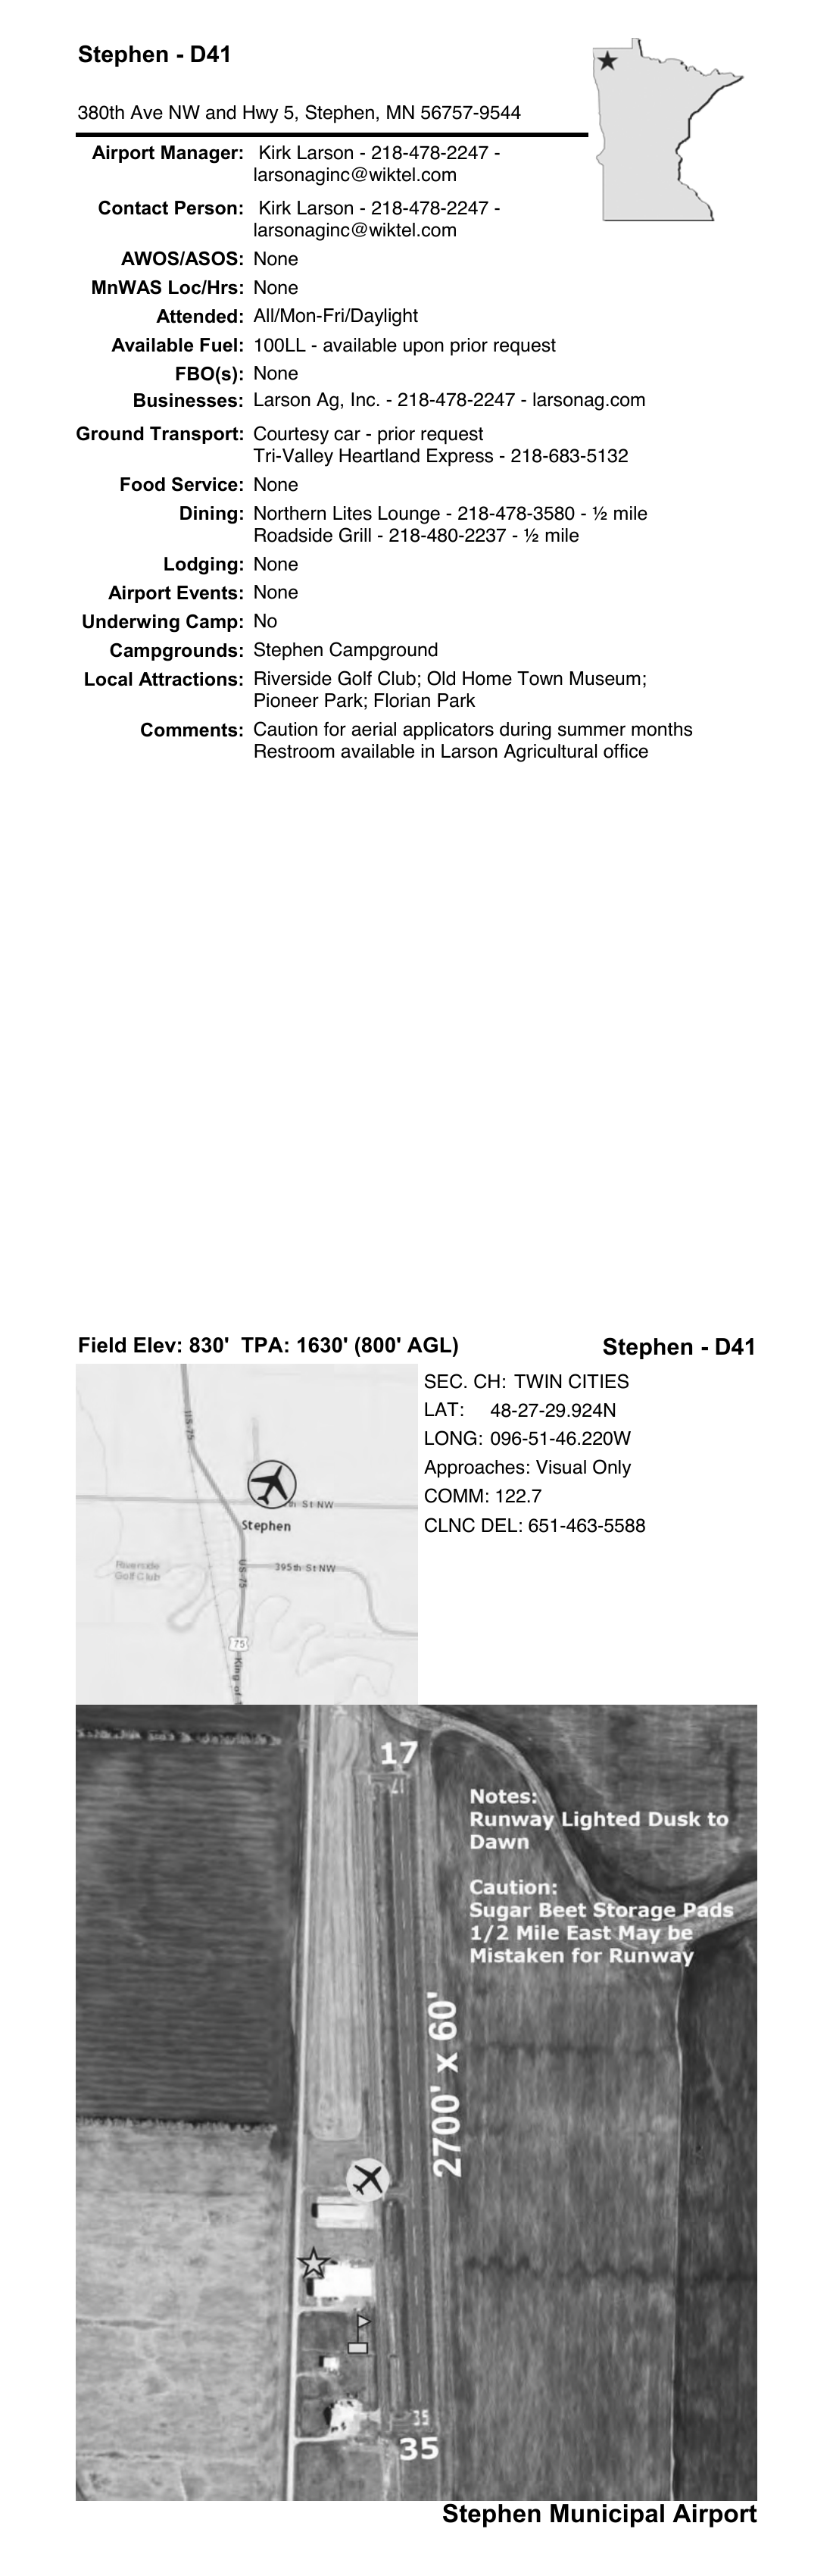 Stephen - D41
380th Ave NW and Hwy 5, Stephen, MN 56757-9544
Airport Manager: Kirk Larson - 218-478-2247 -
larsonaginc@wiktel.com
Contact Person: Kirk Larson - 218-478-2247 -
larsonaginc@wiktel.com
AWOS/ASOS: None
MnWAS Loc/Hrs: None
Attended: All/Mon-Fri/Daylight
Available Fuel: 100LL - available upon prior request
FBO(s): None
Businesses: Larson Ag, Inc. - 218-478-2247 - larsonag.com
Ground Transport: Courtesy car - prior request
Tri-Valley Heartland Express - 218-683-5132
Food Service: None
Dining: Northern Lites Lounge - 218-478-3580 - ½ mile
Roadside Grill - 218-480-2237 - ½ mile
Lodging: None
Airport Events: None
Underwing Camp: No
Campgrounds: Stephen Campground
Local Attractions: Riverside Golf Club; Old Home Town Museum;
Pioneer Park; Florian Park
Comments: Caution for aerial applicators during summer months
Restroom available in Larson Agricultural office
Field Elev: 830' TPA: 1630' (800' AGL)
Stephen - D41
SEC. CH: TWIN CITIES
LAT: 48-27-29.924N
LONG: 096-51-46.220W
Approaches: Visual Only
COMM: 122.7
CLNC DEL: 651-463-5588
US-75
St NW
Stephen
Riverside
Golf Club
US-75
395th St NW
75
King of
17
17
Notes:
Runway Lighted Dusk to
Dawn
Caution:
Sugar Beet Storage Pads
1/2 Mile East May be
Mistaken for Runway
2700' x 60'
35
35
Stephen Municipal Airport